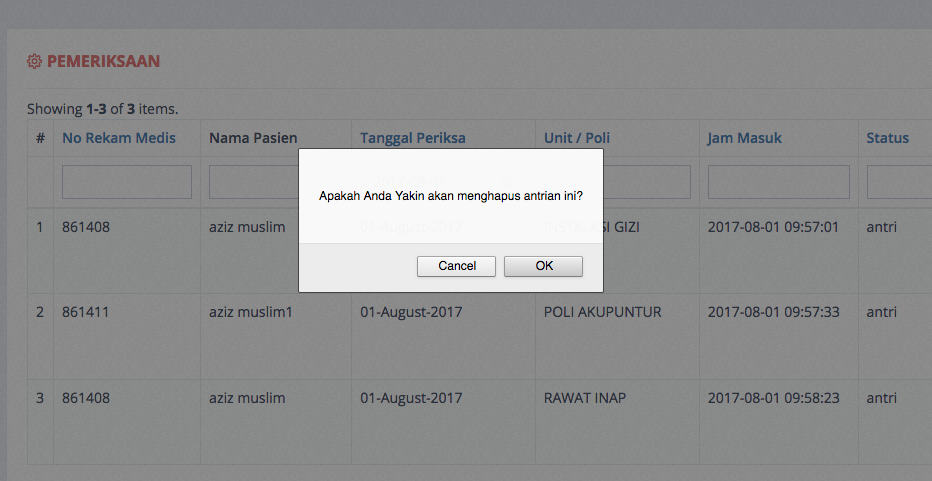 PEMERIKSAAN
Showing 1-3 of 3 items.
# No Rekam Medis Nama Pasien Tanggal Periksa Unit / Poli Jam Masuk Status
Apakah Anda Yakin akan menghapus antrian ini?
1 861408 aziz muslim 01-August-2017 INSTALASI GIZI 2017-08-01 09:57:01 antri
Cancel OK
2 861411 aziz muslim1 01-August-2017 POLI AKUPUNTUR 2017-08-01 09:57:33 antri
3 861408 aziz muslim 01-August-2017 RAWAT INAP 2017-08-01 09:58:23 antri